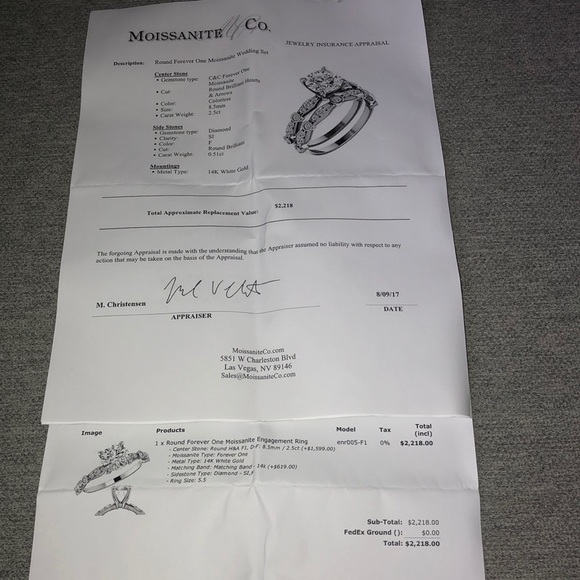 MOISSANITE CO.
JEWELRY INSURANCE APPRAISAL
Description: Round Forever One Moissanite Wedding Set
Center Stone
• Gemstone type: C&C Forever One Moissanite
• Cut Round Brilliant Hearts & Arrows
• Color: Colorless
• Size: 8.5mm
• Carat Weight: 2.5ct
Side Stones
• Gemstone type: Diamond
• Clarity: SI
• Color: F
• Cut: Round Brilliant
• Carat Weight: 0.51ct
Mountings
• Metal Type: 14K White Gold
Total Approximate Replacement Value: $2,218
The forgoing Appraisal is made with the understanding that the Appraiser assumed no liability with respect to any
action that may be taken on the basis of the Appraisal.
M. Christensen 8/09/17
APPRAISER DATE
MoissaniteCo.com
5851 W Charleston Blvd
Las Vegas, NV 89146
Sales@MoissaniteCo.com
Image Products Model Tax Total (incl)
1 x Round Forever One Moissanite Engagement Ring enr005-F1 0% $2,218.00
- Center Stone: Round H&A F1, D-F: 8.5mm / 2.5ct (+$1,599.00)
- Moissanite Type: Forever One
- Metal Type: 14K White Gold
- Matching Band: Matching Band - 14k (+$619.00)
- Sidestone Type: Diamond - SI,F
- Ring Size: 5.5
Sub-Total: $2,218.00
FedEx Ground (): $0.00
Total: $2,218.00